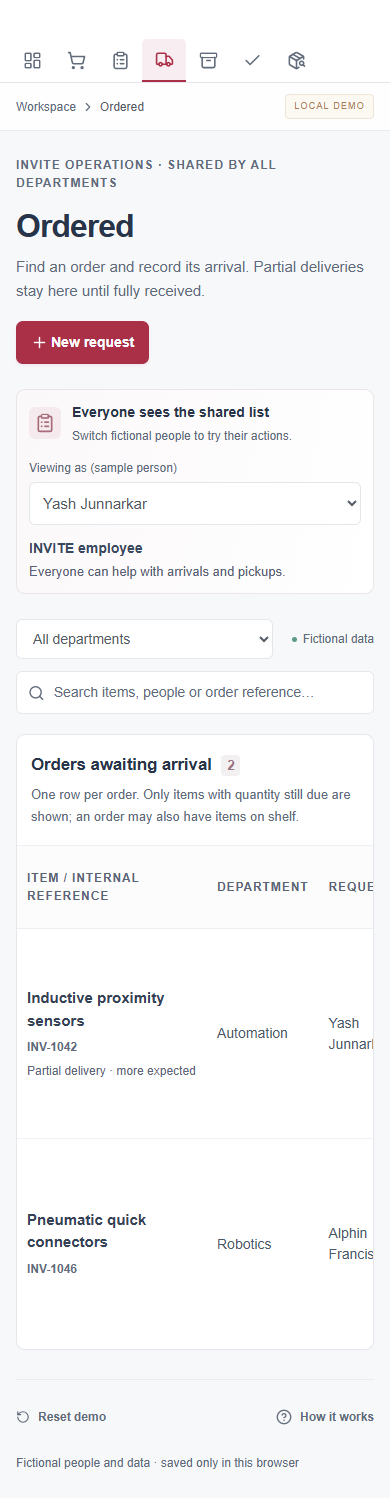 Workspace > Ordered
LOCAL DEMO
INVITE OPERATIONS · SHARED BY ALL
DEPARTMENTS
Ordered
Find an order and record its arrival. Partial deliveries
stay here until fully received.
+ New request
Everyone sees the shared list
Switch fictional people to try their actions.
Viewing as (sample person)
Yash Junnarkar
INVITE employee
Everyone can help with arrivals and pickups.
All departments
• Fictional data
Search items, people or order reference...
Orders awaiting arrival 2
One row per order. Only items with quantity still due are
shown; an order may also have items on shelf.
ITEM / INTERNAL
REFERENCE
DEPARTMENT
REQUE
Inductive proximity
sensors
INV-1042
Partial delivery · more expected
Automation
Yash
Junnar
Pneumatic quick
connectors
INV-1046
Robotics
Alphin
Francis
Reset demo
How it works
Fictional people and data · saved only in this browser